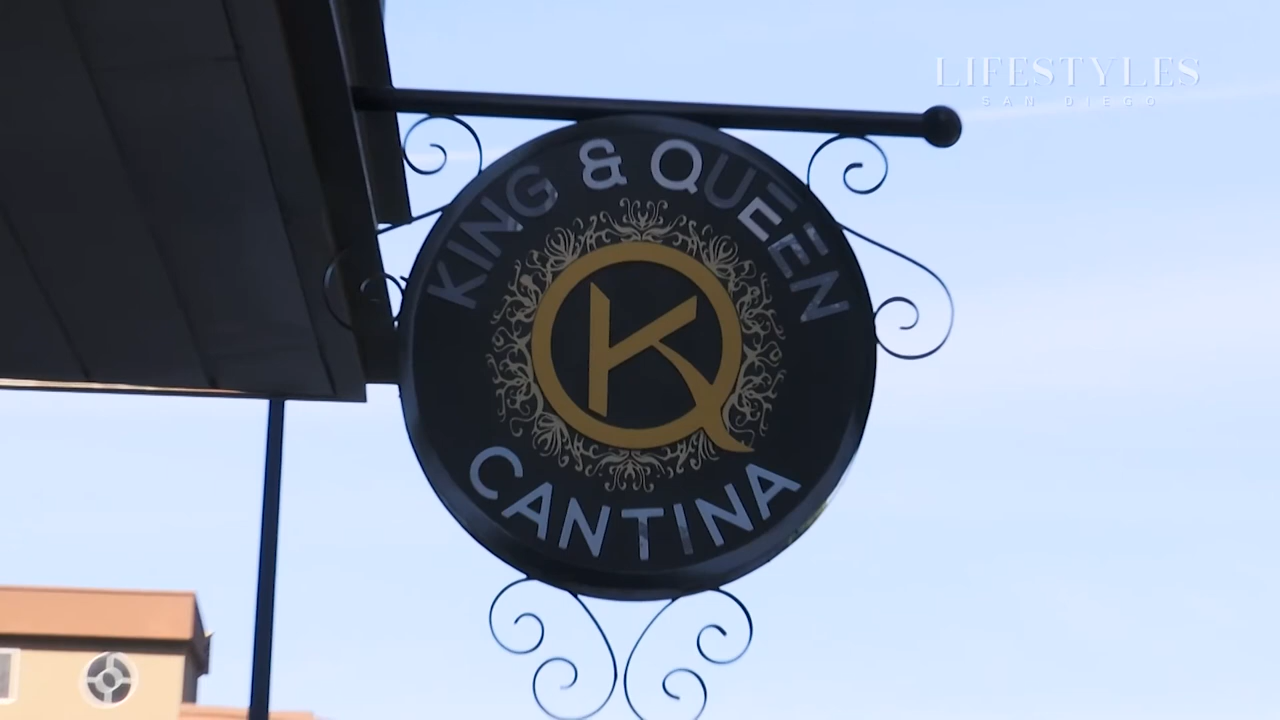 LIFESTYLES
SAN DIEGO
KING & QUEEN
KQ
CANTINA